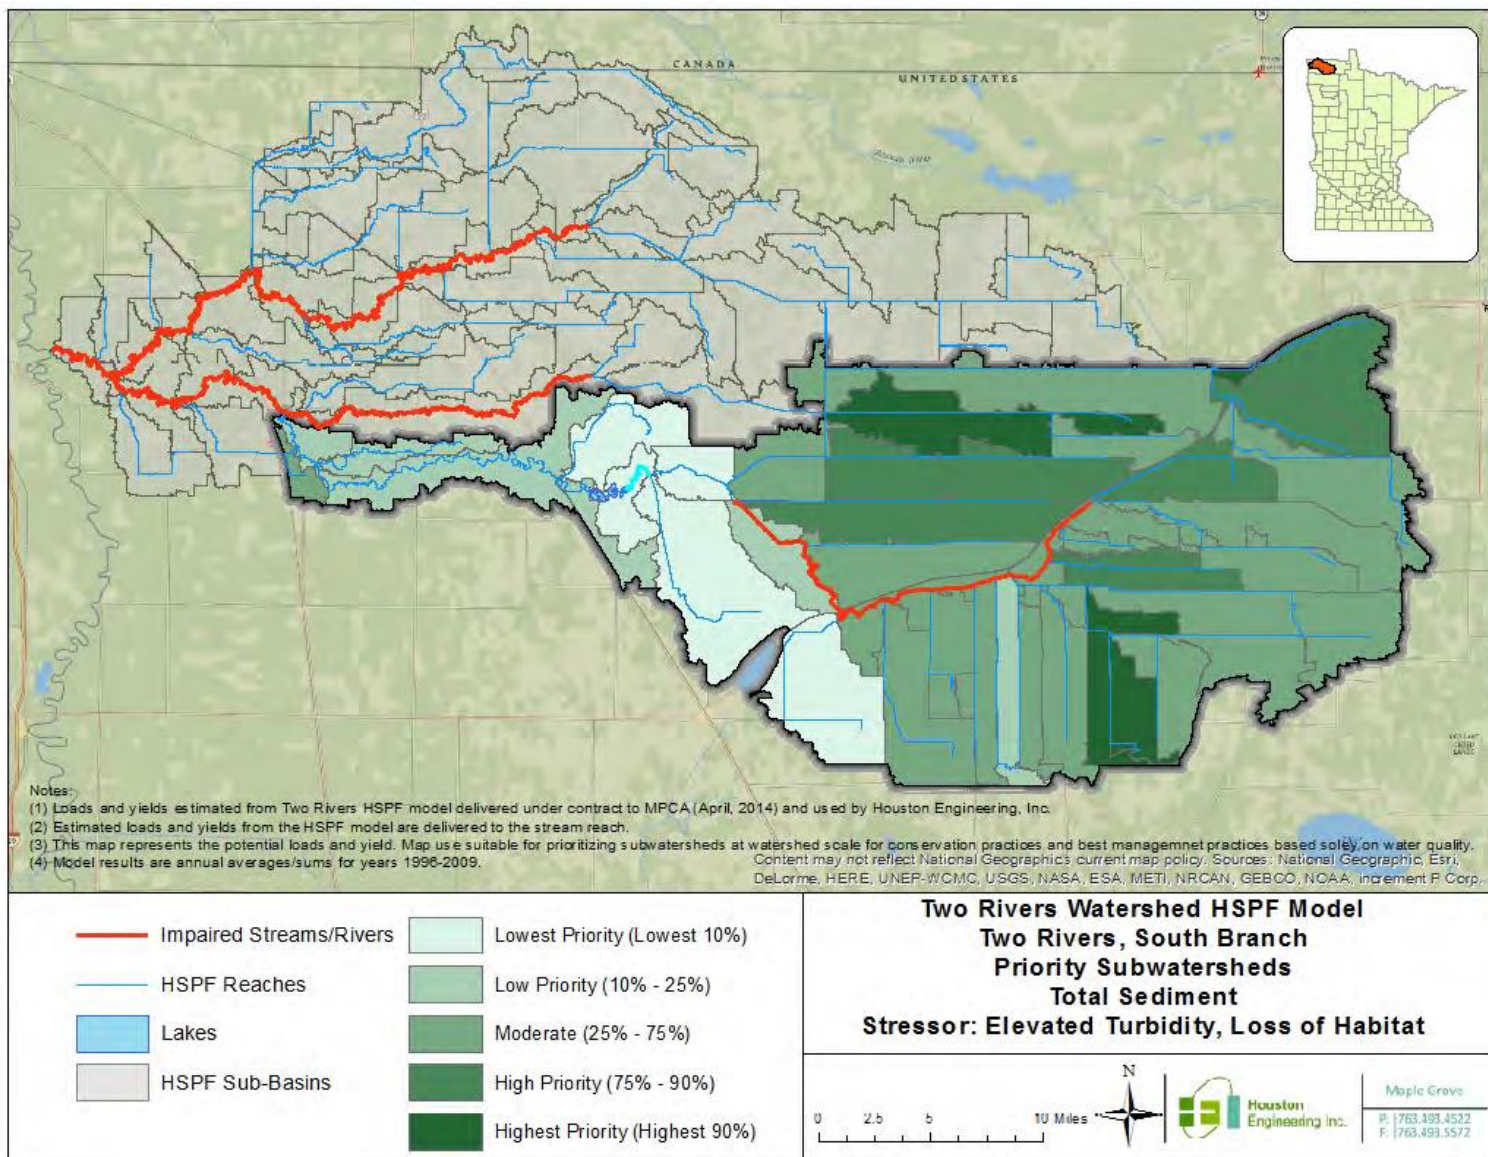 CANADA
UNITED STATES
Notes:
(1) Loads and yields estimated from Two Rivers HSPF model delivered under contract to MPCA (April, 2014) and used by Houston Engineering, Inc.
(2) Estimated loads and yields from the HSPF model are delivered to the stream reach.
(3) This map represents the potential loads and yield. Map use suitable for prioritizing subwatersheds at watershed scale for conservation practices and best managemnet practices based soley on water quality.
(4) Model results are annual averages/sums for years 1996-2009.
Content may not reflect National Geographic's current map policy. Sources: National Geographic, Esri,
DeLorme, HERE, UNEP-WCMC, USGS, NASA, ESA, METI, NRCAN, GEBCO, NOAA, increment P Corp.
Impaired Streams/Rivers
HSPF Reaches
Lakes
HSPF Sub-Basins
Lowest Priority (Lowest 10%)
Low Priority (10% - 25%)
Moderate (25% - 75%)
High Priority (75% - 90%)
Highest Priority (Highest 90%)
Two Rivers Watershed HSPF Model
Two Rivers, South Branch
Priority Subwatersheds
Total Sediment
Stressor: Elevated Turbidity, Loss of Habitat
0 2.5 5 10 Miles
N
Houston
Engineering Inc.
Maple Grove
P: 763.493.4522
F: 763.493.5572